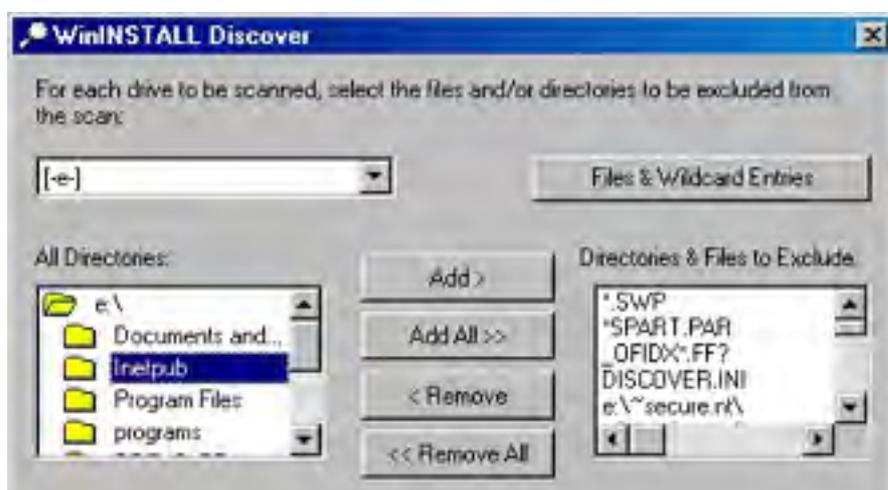 WinINSTALL Discover
For each drive to be scanned, select the files and/or directories to be excluded from
the scan:
[-e-]
Files & Wildcard Entries
All Directories:
Add >
Directories & Files to Exclude:
e:\
Documents and...
Inetpub
Program Files
programs
Add All >>
< Remove
<< Remove All
*.SWP
*SPART.PAR
_OFIDX*.FF?
DISCOVER.INI
e:\~secure.nt\